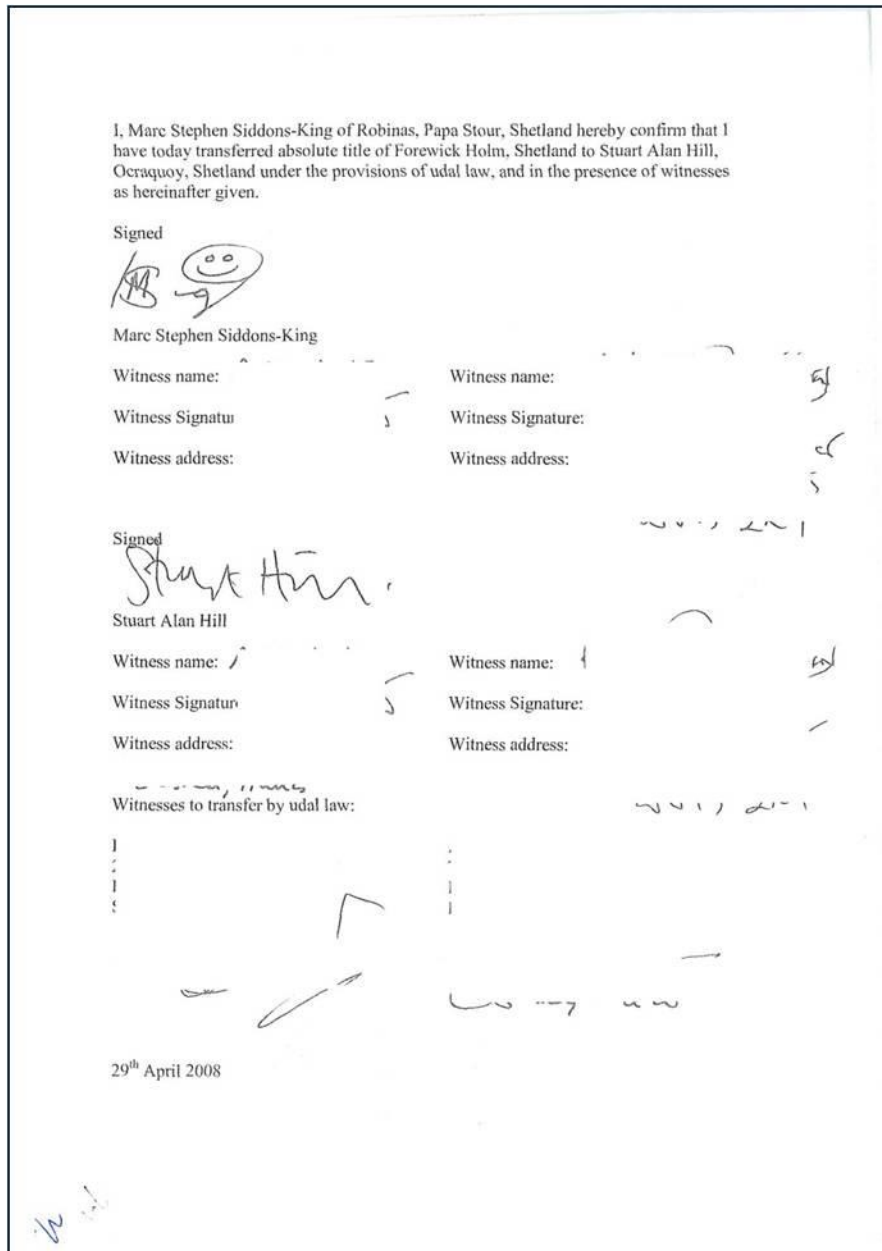 I, Marc Stephen Siddons-King of Robinas, Papa Stour, Shetland hereby confirm that I
have today transferred absolute title of Forewick Holm, Shetland to Stuart Alan Hill,
Ocraquoy, Shetland under the provisions of udal law, and in the presence of witnesses
as hereinafter given.
Signed
Marc Stephen Siddons-King
Witness name:
Witness name:
Witness Signatur
Witness Signature:
Witness address:
Witness address:
Signed
Stuart Hill
Stuart Alan Hill
Witness name:
Witness name:
Witness Signature
Witness Signature:
Witness address:
Witness address:
Witnesses to transfer by udal law:
29th April 2008